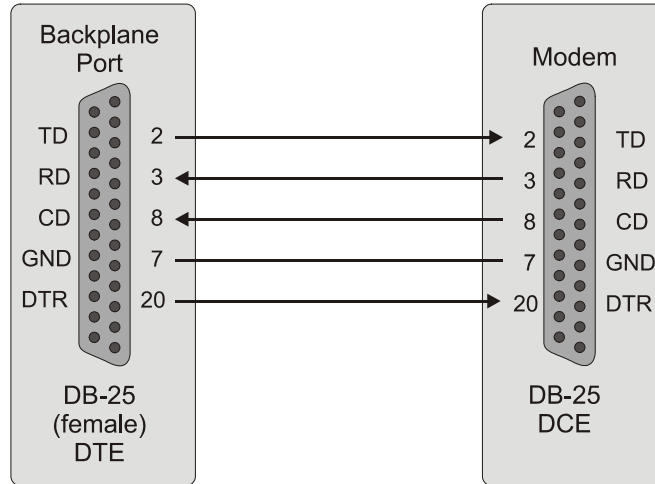 Backplane
Port
TD 2
RD 3
CD 8
GND 7
DTR 20
DB-25
(female)
DTE
Modem
2 TD
3 RD
8 CD
7 GND
20 DTR
DB-25
DCE